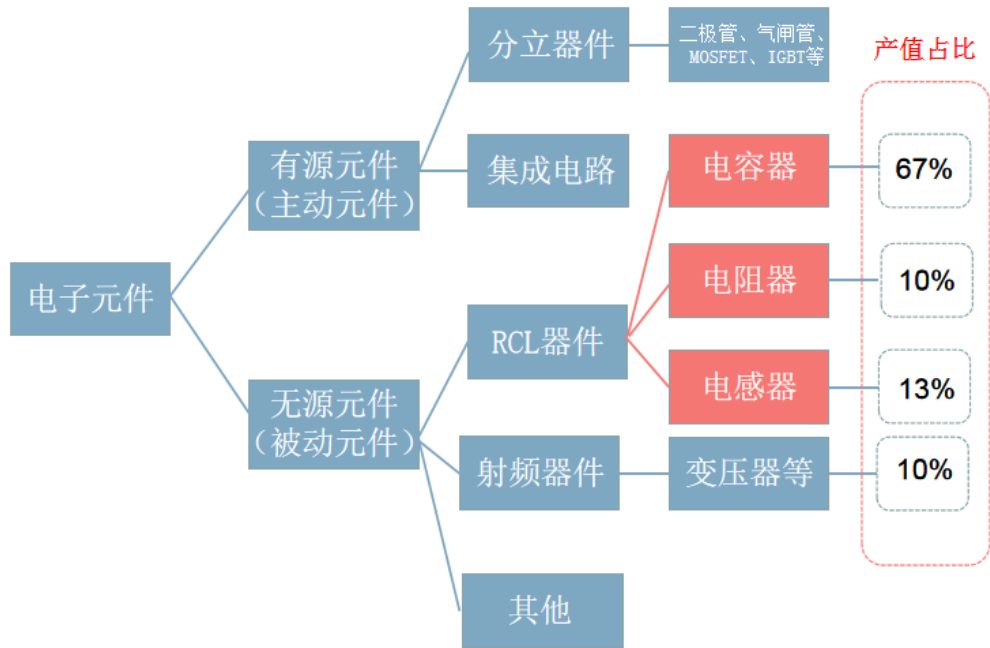 分立器件
二极管、气闸管、
MOSFET、IGBT等
产值占比
有源元件
（主动元件）
集成电路
电容器
67%
电子元件
电阻器
10%
RCL器件
无源元件
（被动元件）
电感器
13%
射频器件
变压器等
10%
其他